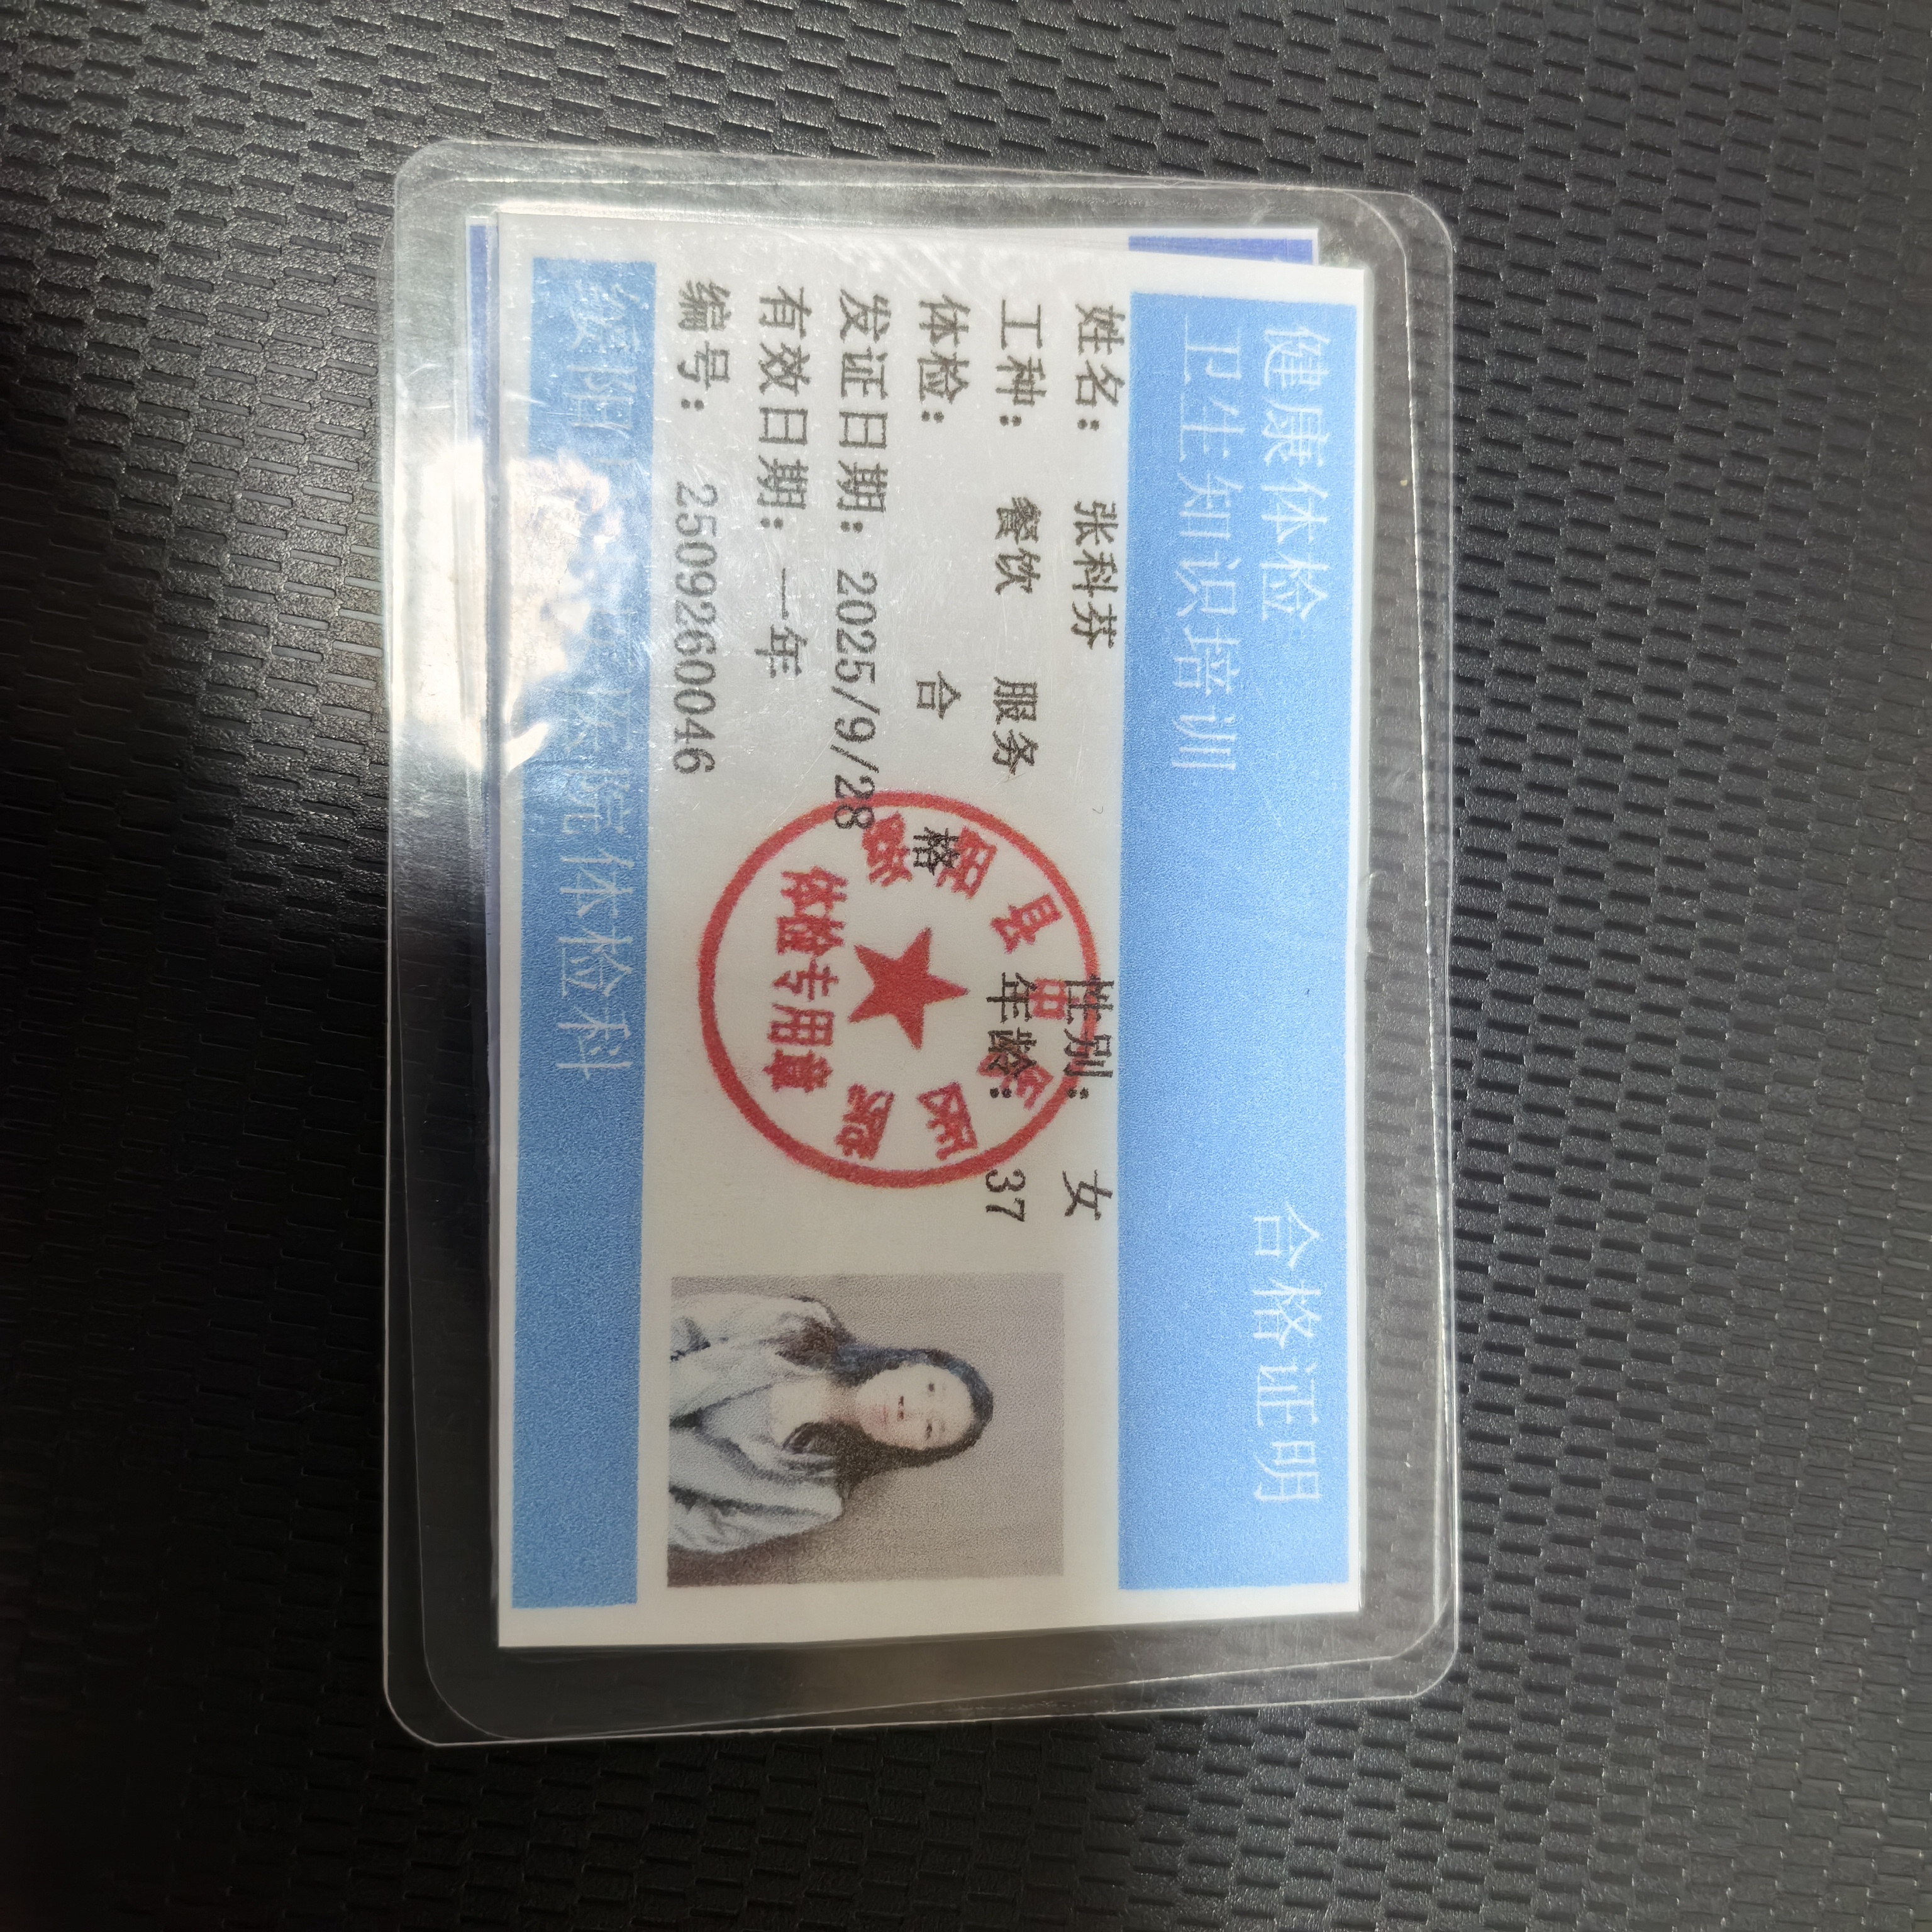 健康体检 合格证明
卫生知识培训
姓名: 张科芬 性别: 女
工种: 餐饮 服务 年龄: 37
体检: 合 格
发证日期: 2025/9/28
有效日期: 一年
编号: 2509260046
县
体检专用章
医院体检科